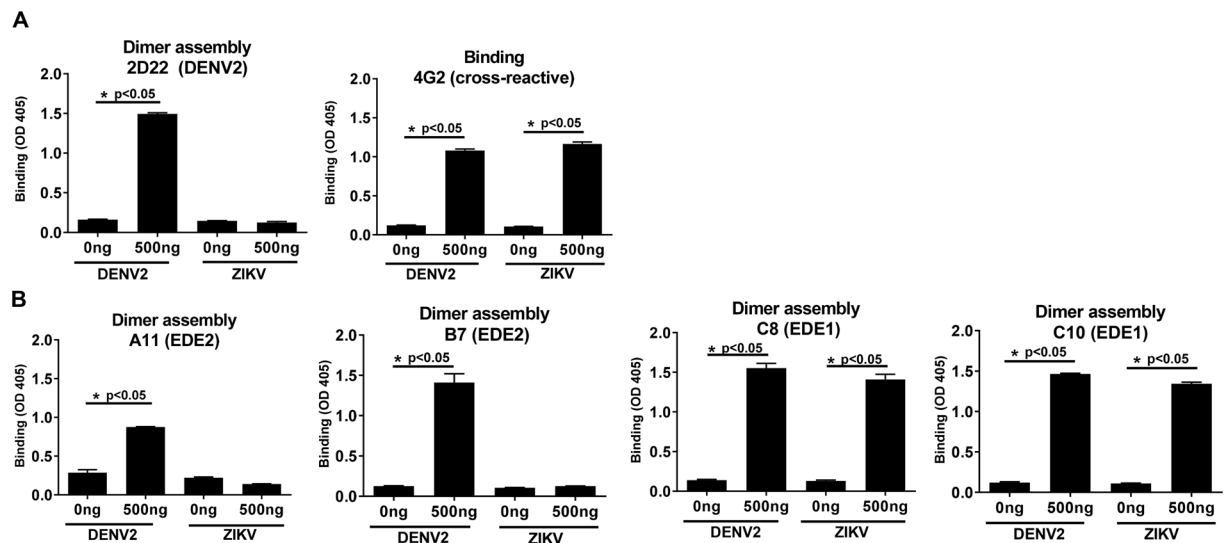 A
Dimer assembly
2D22 (DENV2)
Binding (OD 405)
2.0
1.5
1.0
0.5
0.0
* p<0.05
0ng 500ng 0ng 500ng
DENV2 ZIKV
Binding
4G2 (cross-reactive)
Binding (OD 405)
2.0
1.5
1.0
0.5
0.0
* p<0.05
* p<0.05
0ng 500ng 0ng 500ng
DENV2 ZIKV
B
Dimer assembly
A11 (EDE2)
Binding (OD 405)
2.0
1.5
1.0
0.5
0.0
* p<0.05
0ng 500ng 0ng 500ng
DENV2 ZIKV
Dimer assembly
B7 (EDE2)
Binding (OD 405)
2.0
1.5
1.0
0.5
0.0
* p<0.05
0ng 500ng 0ng 500ng
DENV2 ZIKV
Dimer assembly
C8 (EDE1)
Binding (OD 405)
2.0
1.5
1.0
0.5
0.0
* p<0.05
* p<0.05
0ng 500ng 0ng 500ng
DENV2 ZIKV
Dimer assembly
C10 (EDE1)
Binding (OD 405)
2.0
1.5
1.0
0.5
0.0
* p<0.05
* p<0.05
0ng 500ng 0ng 500ng
DENV2 ZIKV